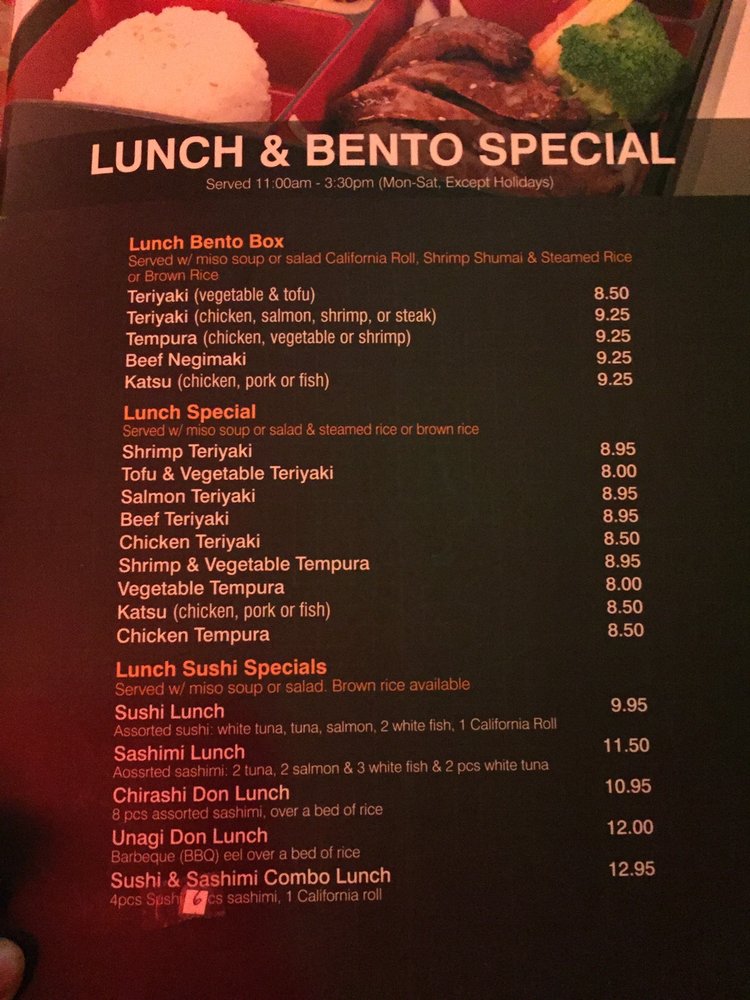 LUNCH & BENTO SPECIAL
Served 11:00am - 3:30pm (Mon-Sat, Except Holidays)
Lunch Bento Box
Served w/ miso soup or salad California Roll, Shrimp Shumai & Steamed Rice
or Brown Rice
Teriyaki (vegetable & tofu) 8.50
Teriyaki (chicken, salmon, shrimp, or steak) 9.25
Tempura (chicken, vegetable or shrimp) 9.25
Beef Negimaki 9.25
Katsu (chicken, pork or fish) 9.25
Lunch Special
Served w/ miso soup or salad & steamed rice or brown rice
Shrimp Teriyaki 8.95
Tofu & Vegetable Teriyaki 8.00
Salmon Teriyaki 8.95
Beef Teriyaki 8.95
Chicken Teriyaki 8.50
Shrimp & Vegetable Tempura 8.95
Vegetable Tempura 8.00
Katsu (chicken, pork or fish) 8.50
Chicken Tempura 8.50
Lunch Sushi Specials
Served w/ miso soup or salad. Brown rice available
Sushi Lunch 9.95
Assorted sushi: white tuna, tuna, salmon, 2 white fish, 1 California Roll
Sashimi Lunch 11.50
Aossrted sashimi: 2 tuna, 2 salmon & 3 white fish & 2 pcs white tuna
Chirashi Don Lunch 10.95
8 pcs assorted sashimi, over a bed of rice
Unagi Don Lunch 12.00
Barbeque (BBQ) eel over a bed of rice
Sushi & Sashimi Combo Lunch 12.95
4pcs Sushi 6 cs sashimi, 1 California roll